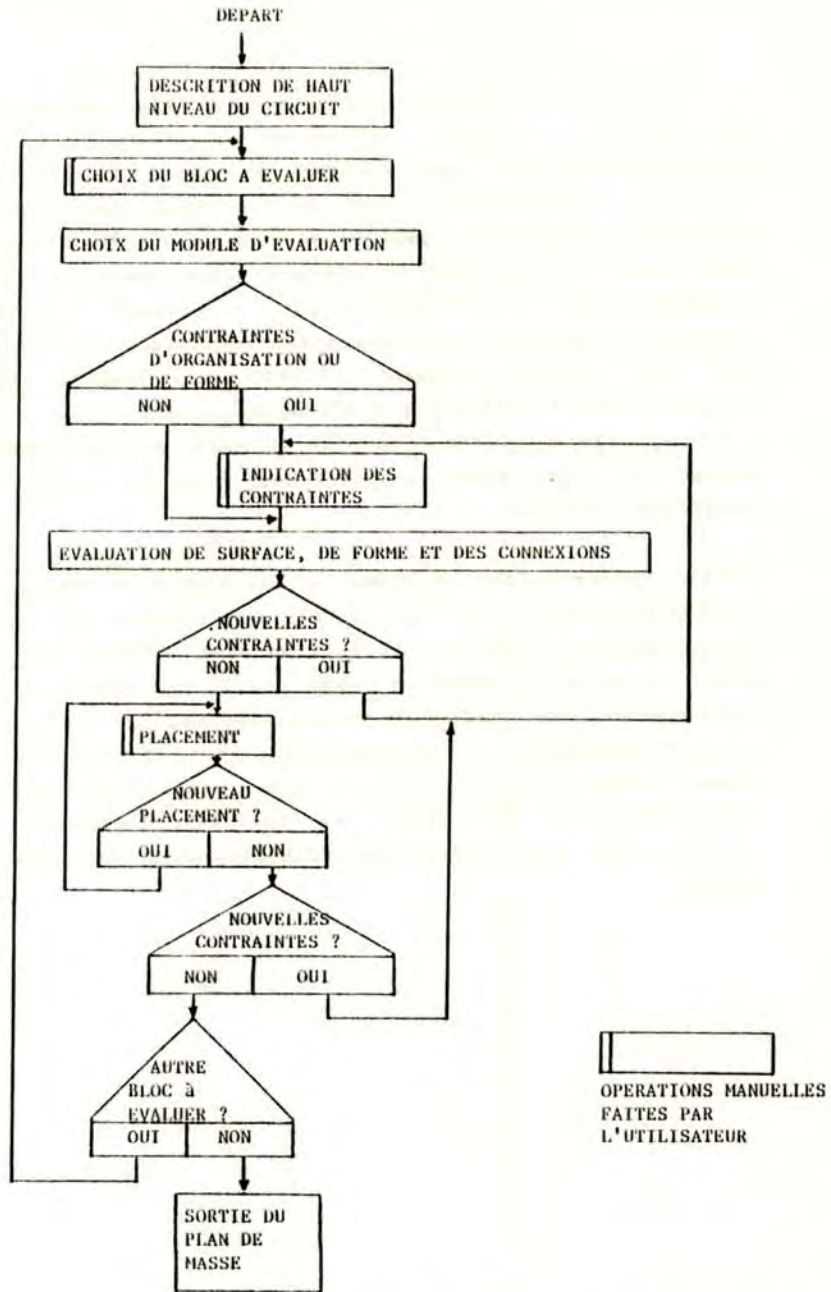 DEPART
DESCRITION DE HAUT
NIVEAU DU CIRCUIT
CHOIX DU BLOC A EVALUER
CHOIX DU MODULE D'EVALUATION
CONTRAINTES
D'ORGANISATION OU
DE FORME
NON OUI
INDICATION DES
CONTRAINTES
EVALUATION DE SURFACE, DE FORME ET DES CONNEXIONS
NOUVELLES
CONTRAINTES ?
NON OUI
PLACEMENT
NOUVEAU
PLACEMENT ?
OUI NON
NOUVELLES
CONTRAINTES ?
NON OUI
AUTRE
BLOC à
EVALUER ?
OUI NON
SORTIE DU
PLAN DE
MASSE
OPERATIONS MANUELLES
FAITES PAR
L'UTILISATEUR